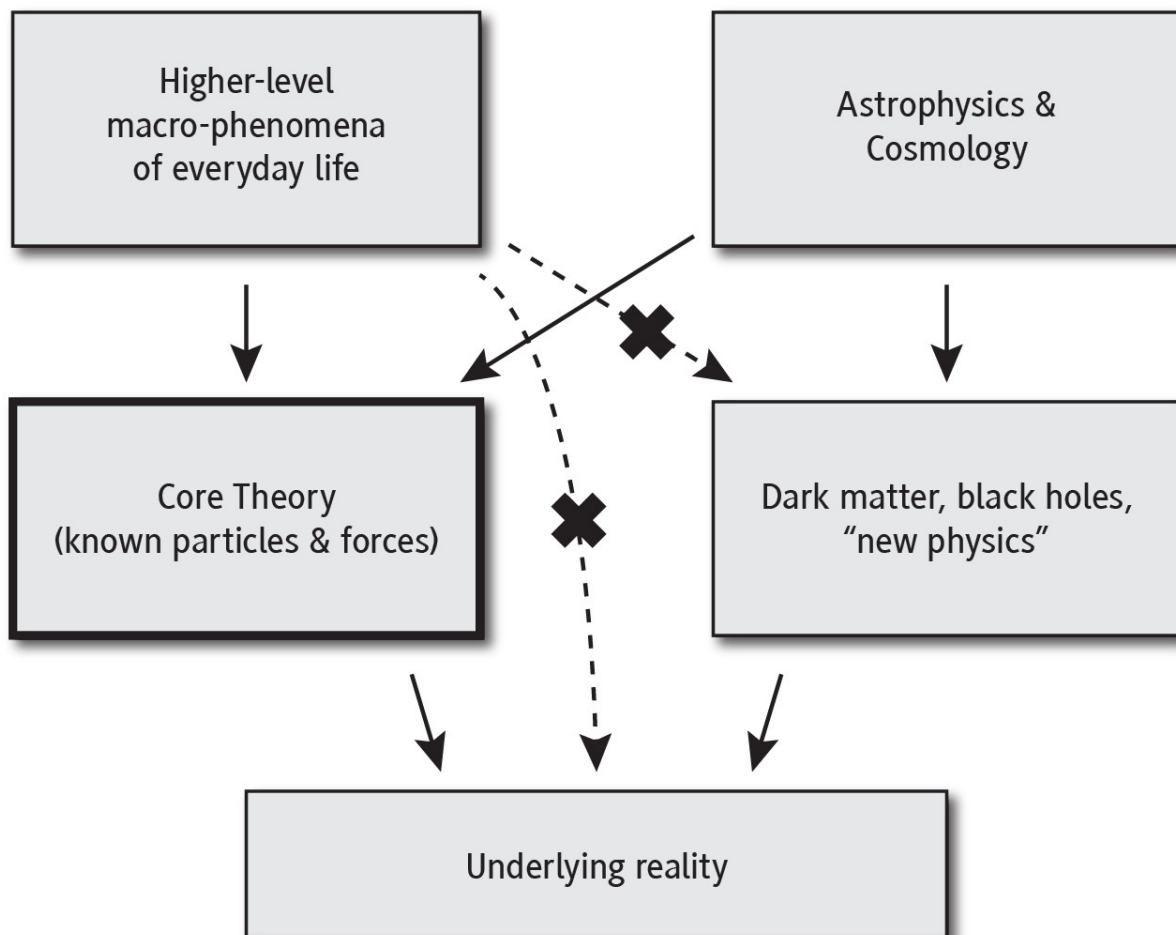 Higher-level
macro-phenomena
of everyday life
Astrophysics &
Cosmology
Core Theory
(known particles & forces)
Dark matter, black holes,
“new physics”
Underlying reality